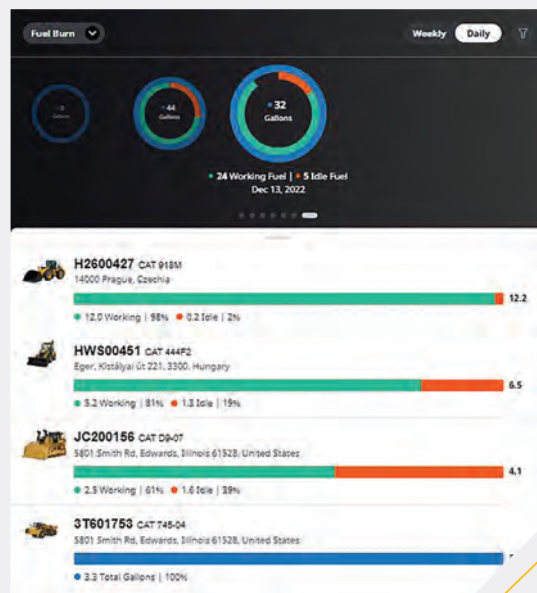 Fuel Burn
Weekly Daily
44
Gallons
32
Gallons
24 Working Fuel | 5 Idle Fuel
Dec 13, 2022
H2600427 CAT 918M
14000 Prague, Czechia
12.2
12.0 Working | 98% 0.2 Idle | 2%
HWS00451 CAT 444F2
Eger, Kistályai út 221, 3300, Hungary
6.5
5.2 Working | 81% 1.3 Idle | 19%
JC200156 CAT D9-07
5801 Smith Rd, Edwards, Illinois 61528, United States
4.1
2.5 Working | 61% 1.6 Idle | 39%
3T601753 CAT 745-04
5801 Smith Rd, Edwards, Illinois 61528, United States
3.3 Total Gallons | 100%